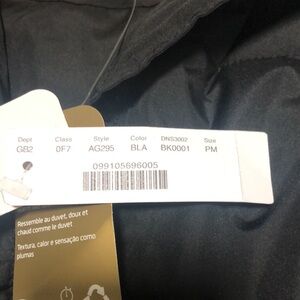 Dept Class Style Color DNS3002 Size
GB2 0F7 AG295 BLA BK0001 PM
099105696005
Ressemble au duvet, doux et
chaud comme le duvet
Textura, calor e sensação como
plumas